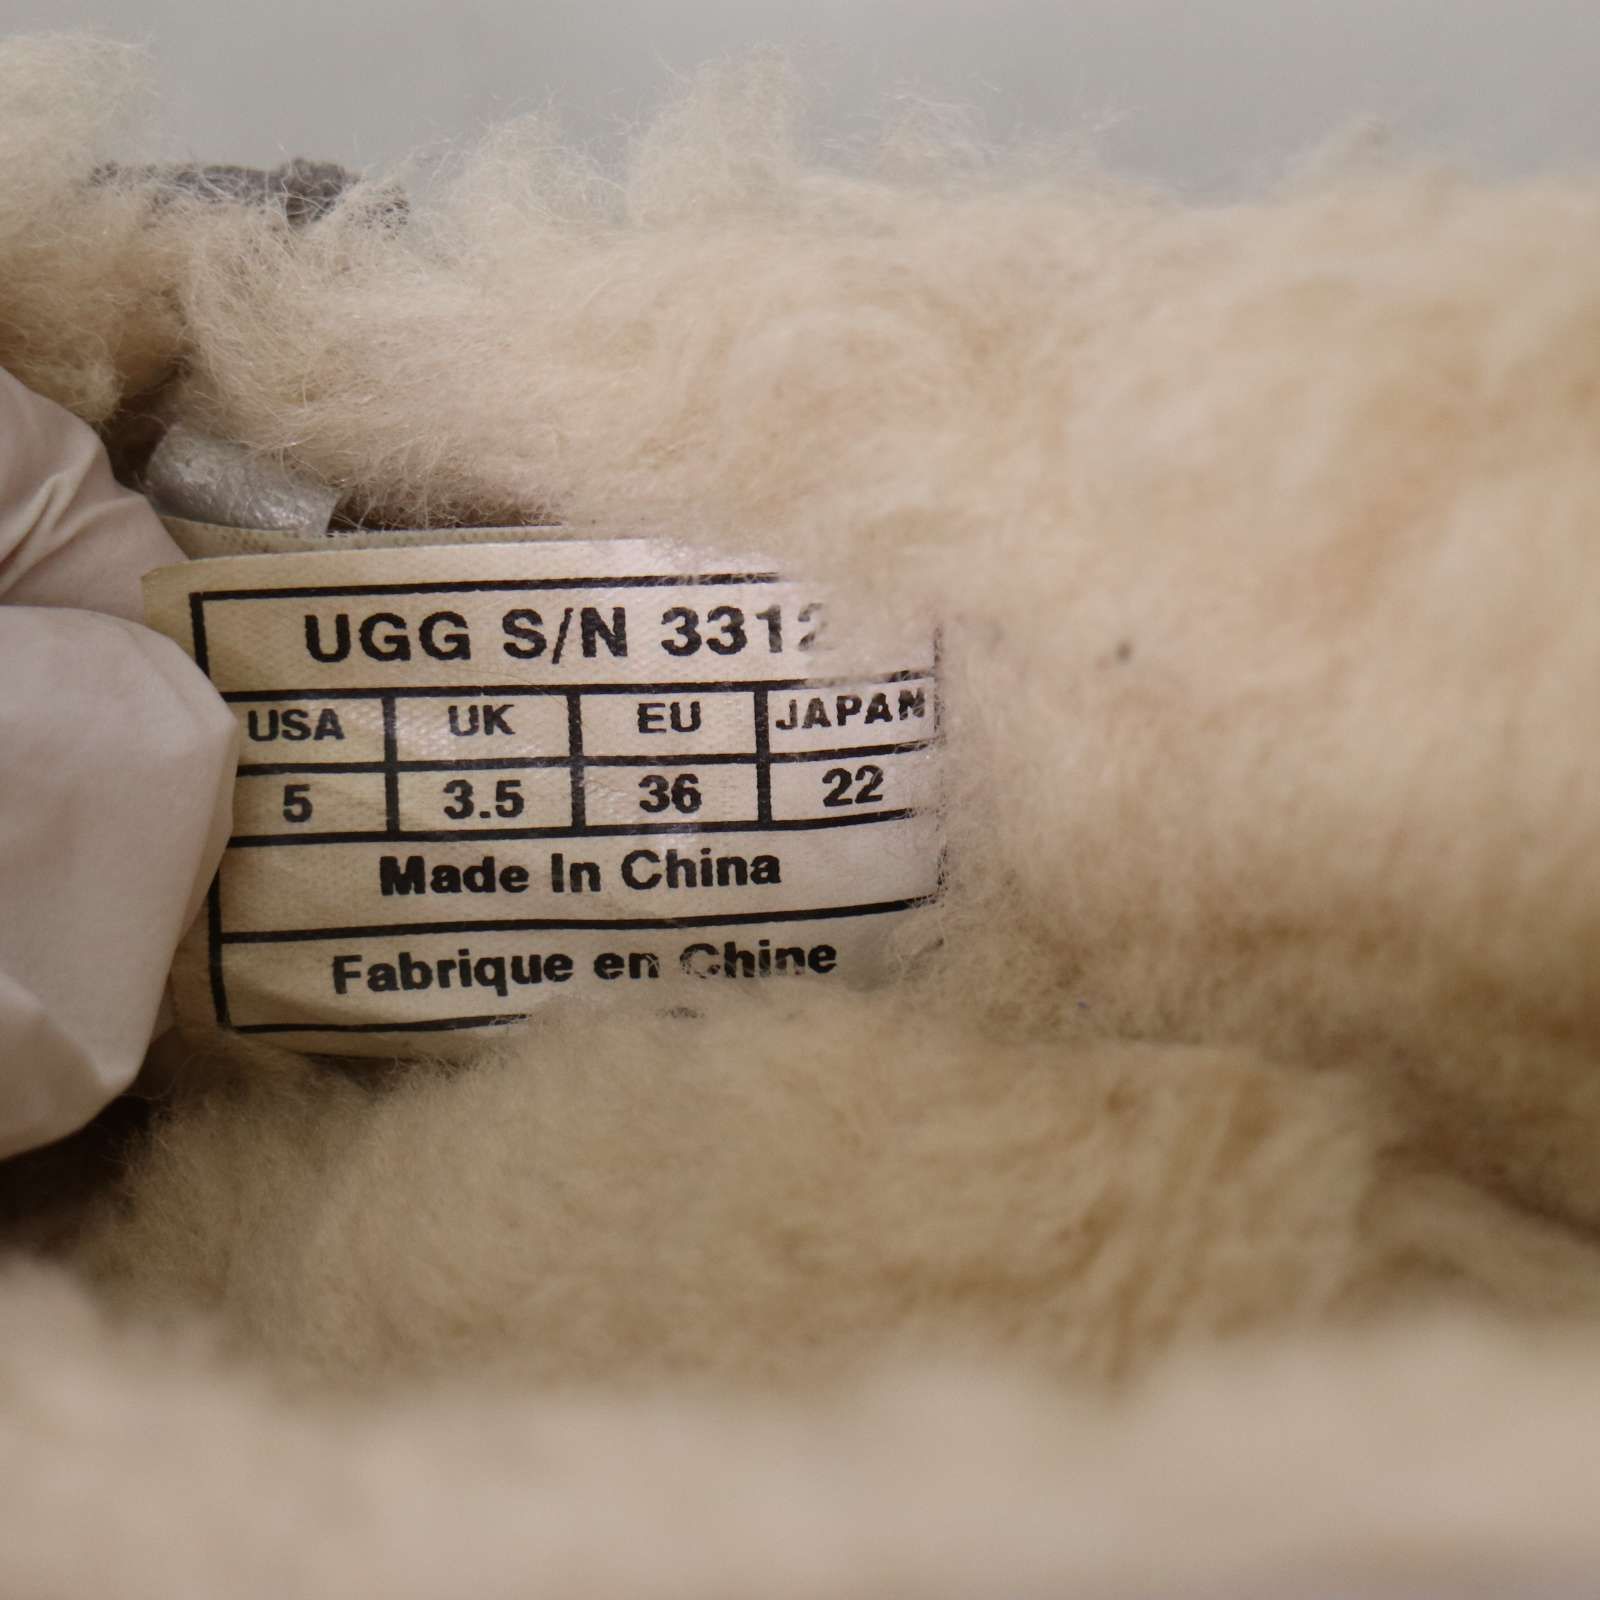 UGG S/N 3312
USA UK EU JAPAN
5 3.5 36 22
Made In China
Fabrique en Chine